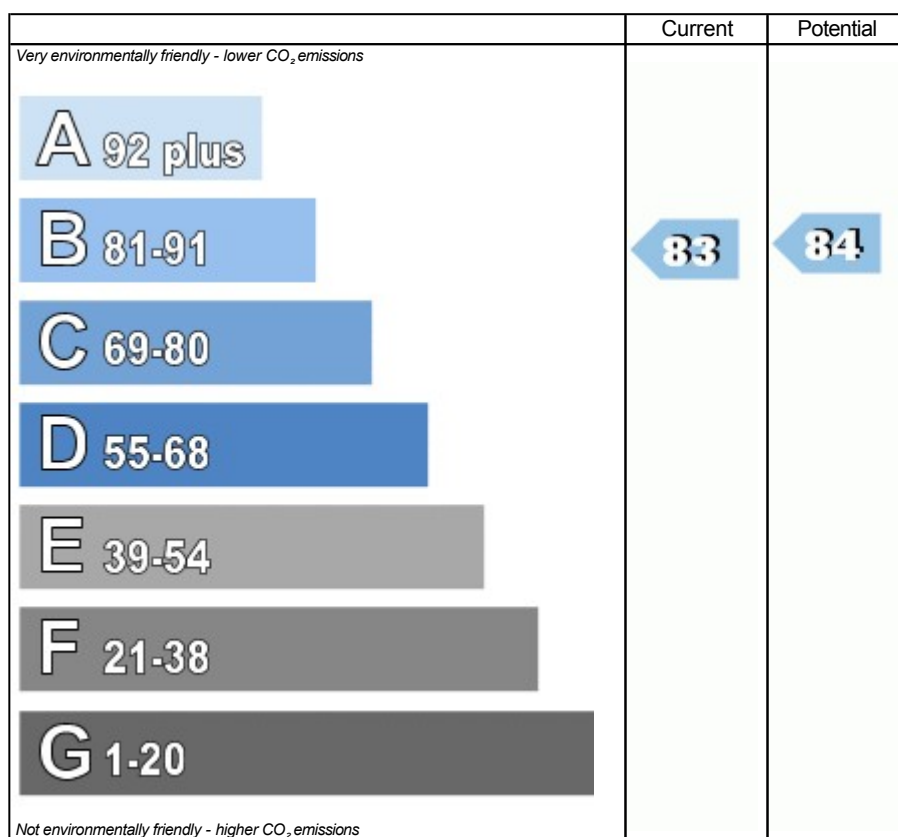 Current Potential
Very environmentally friendly - lower CO₂ emissions
A 92 plus
B 81-91 83 84
C 69-80
D 55-68
E 39-54
F 21-38
G 1-20
Not environmentally friendly - higher CO₂ emissions